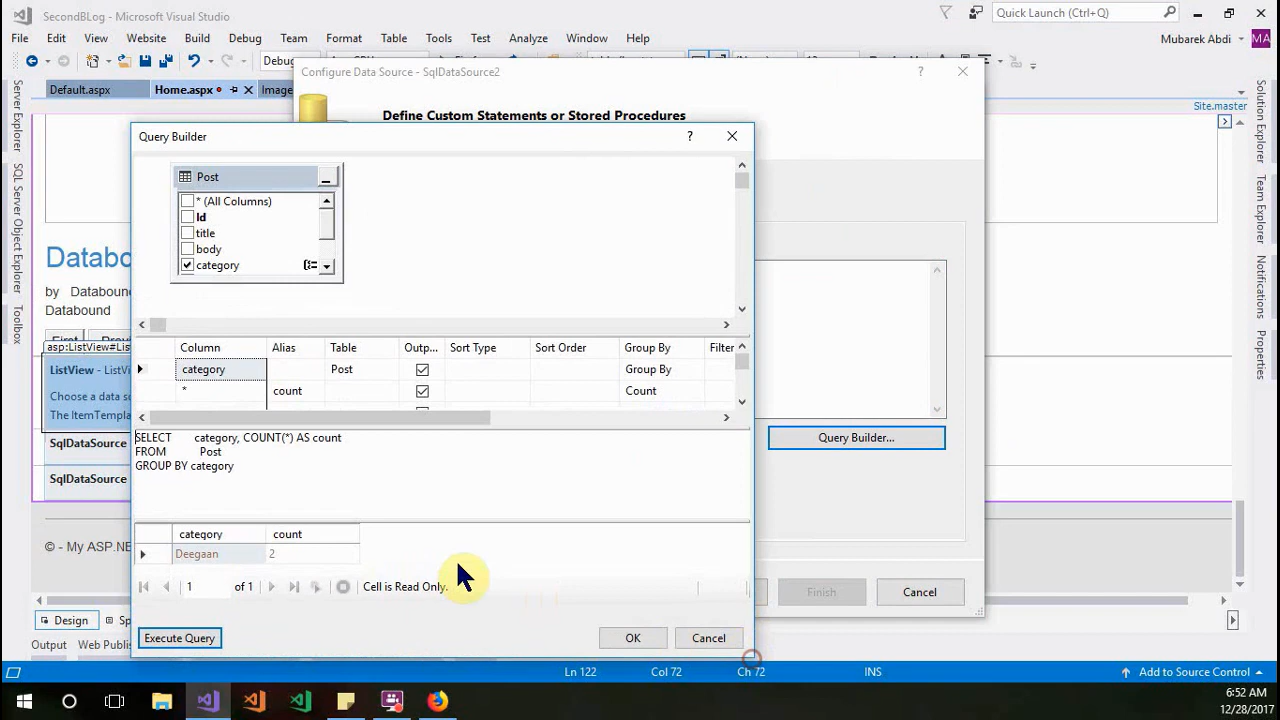 SecondBLog - Microsoft Visual Studio
Quick Launch (Ctrl+Q)
File Edit View Website Build Debug Team Format Table Tools Test Analyze Window Help
Mubarek Abdi MA
Debug
Default.aspx Home.aspx Image
Site.master
Configure Data Source - SqlDataSource2 ?
Define Custom Statements or Stored Procedures
Query Builder ?
Post
* (All Columns)
Id
title
body
category
Server Explorer
SQL Server Object Explorer
Toolbox
Solution Explorer
Team Explorer
Properties
Databo
by Databoun
Databound
asp:ListView#List
ListView - ListV
Choose a data so
The ItemTempla
SqlDataSource
SqlDataSource
© - My ASP.NE
Column Alias Table Outp... Sort Type Sort Order Group By Filter
category Post Group By
* count Count
SELECT category, COUNT(*) AS count
FROM Post
GROUP BY category
Query Builder...
category count
Deegaan 2
1 of 1 Cell is Read Only.
Execute Query OK Cancel
Finish Cancel
Design Sp
Output Web Publis
Ln 122 Col 72 Ch 72 INS Add to Source Control
6:52 AM
12/28/2017